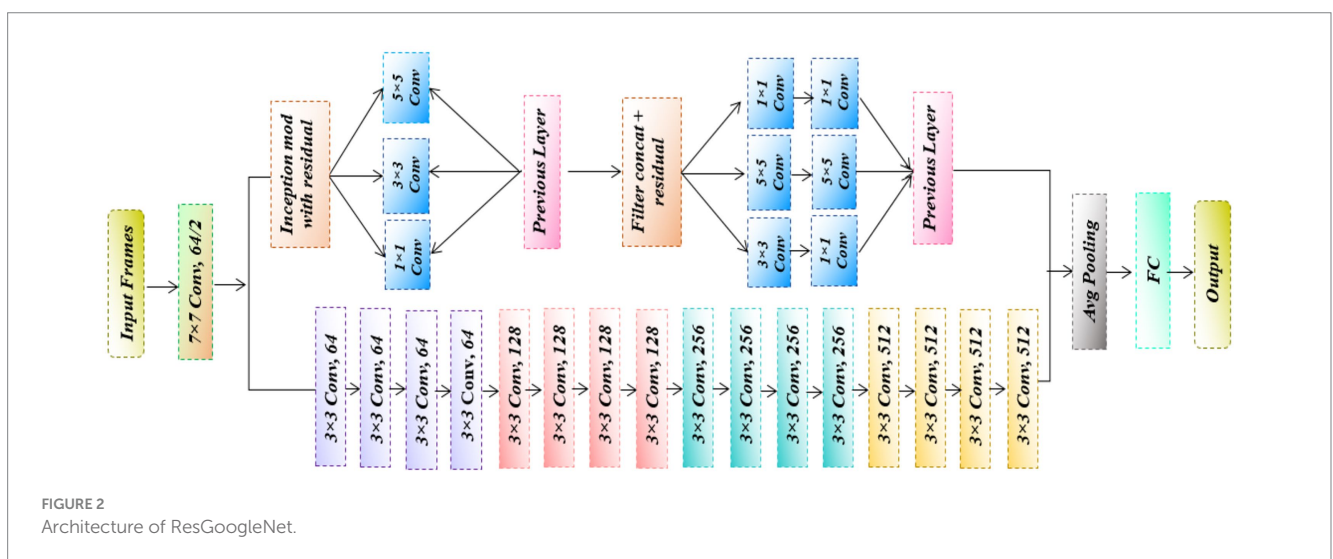 Input Frames
7×7 Conv, 64/2
Inception mod
with residual
5×5
Conv
3×3
Conv
1×1
Conv
Previous Layer
Filter concat +
residual
1×1
Conv
1×1
Conv
5×5
Conv
5×5
Conv
3×3
Conv
1×1
Conv
Previous Layer
3×3 Conv, 64
3×3 Conv, 64
3×3 Conv, 64
3×3 Conv, 64
3×3 Conv, 128
3×3 Conv, 128
3×3 Conv, 128
3×3 Conv, 128
3×3 Conv, 256
3×3 Conv, 256
3×3 Conv, 256
3×3 Conv, 256
3×3 Conv, 512
3×3 Conv, 512
3×3 Conv, 512
3×3 Conv, 512
Avg Pooling
FC
Output
FIGURE 2
Architecture of ResGoogleNet.